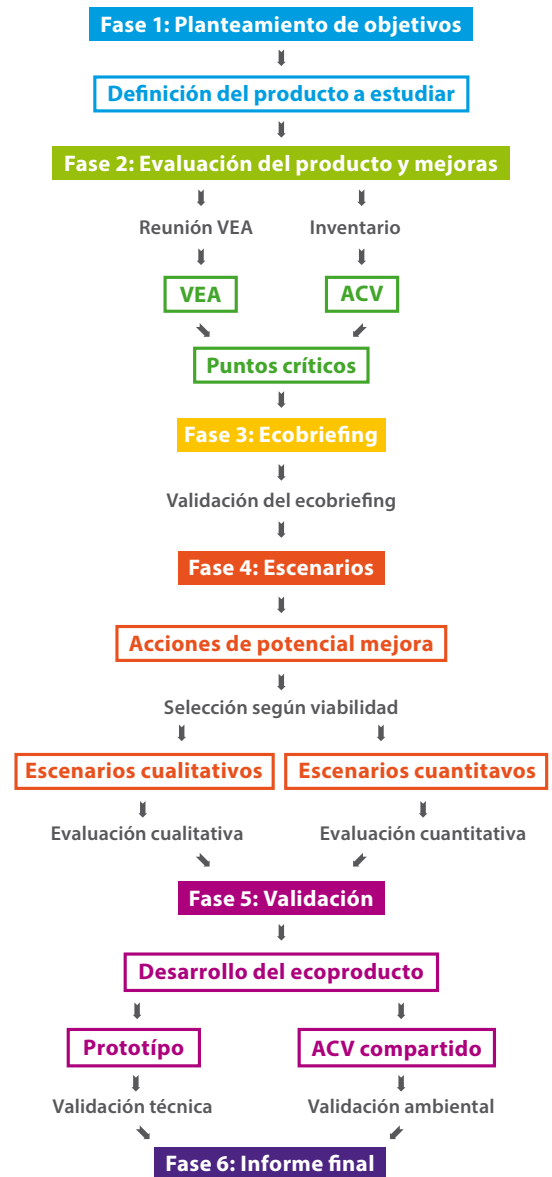 Fase 1: Planteamiento de objetivos
Definición del producto a estudiar
Fase 2: Evaluación del producto y mejoras
Reunión VEA
Inventario
VEA
ACV
Puntos críticos
Fase 3: Ecobriefing
Validación del ecobriefing
Fase 4: Escenarios
Acciones de potencial mejora
Selección según viabilidad
Escenarios cualitativos
Escenarios cuantitavos
Evaluación cualitativa
Evaluación cuantitativa
Fase 5: Validación
Desarrollo del ecoproducto
Prototípo
ACV compartido
Validación técnica
Validación ambiental
Fase 6: Informe final